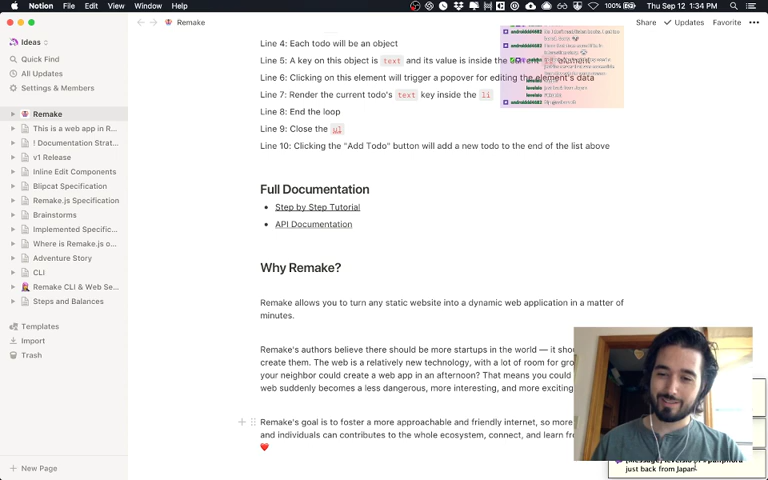 Notion File Edit View Window Help 100% Thu Sep 12 1:34 PM
Remake Share Updates Favorite
Ideas
Quick Find
All Updates
Settings & Members
Remake
This is a web app in R...
! Documentation Strat...
v1 Release
Inline Edit Components
Blipcat Specification
Remake.js Specification
Brainstorms
Implemented Specific...
Where is Remake.js o...
Adventure Story
CLI
Remake CLI & Web Se...
Steps and Balances
Templates
Import
Trash
New Page
Line 4: Each todo will be an object
Line 5: A key on this object is text and its value is inside the current li element
Line 6: Clicking on this element will trigger a popover for editing the element's data
Line 7: Render the current todo's text key inside the li
Line 8: End the loop
Line 9: Close the ul
Line 10: Clicking the "Add Todo" button will add a new todo to the end of the list above
Full Documentation
Step by Step Tutorial
API Documentation
Why Remake?
Remake allows you to turn any static website into a dynamic web application in a matter of
minutes.
Remake's authors believe there should be more startups in the world — it shou
create them. The web is a relatively new technology, with a lot of room for gro
your neighbor could create a web app in an afternoon? That means you could
web suddenly becomes a less dangerous, more interesting, and more exciting
Remake's goal is to foster a more approachable and friendly internet, so more
and individuals can contributes to the whole ecosystem, connect, and learn fr
❤️
just back from Japan